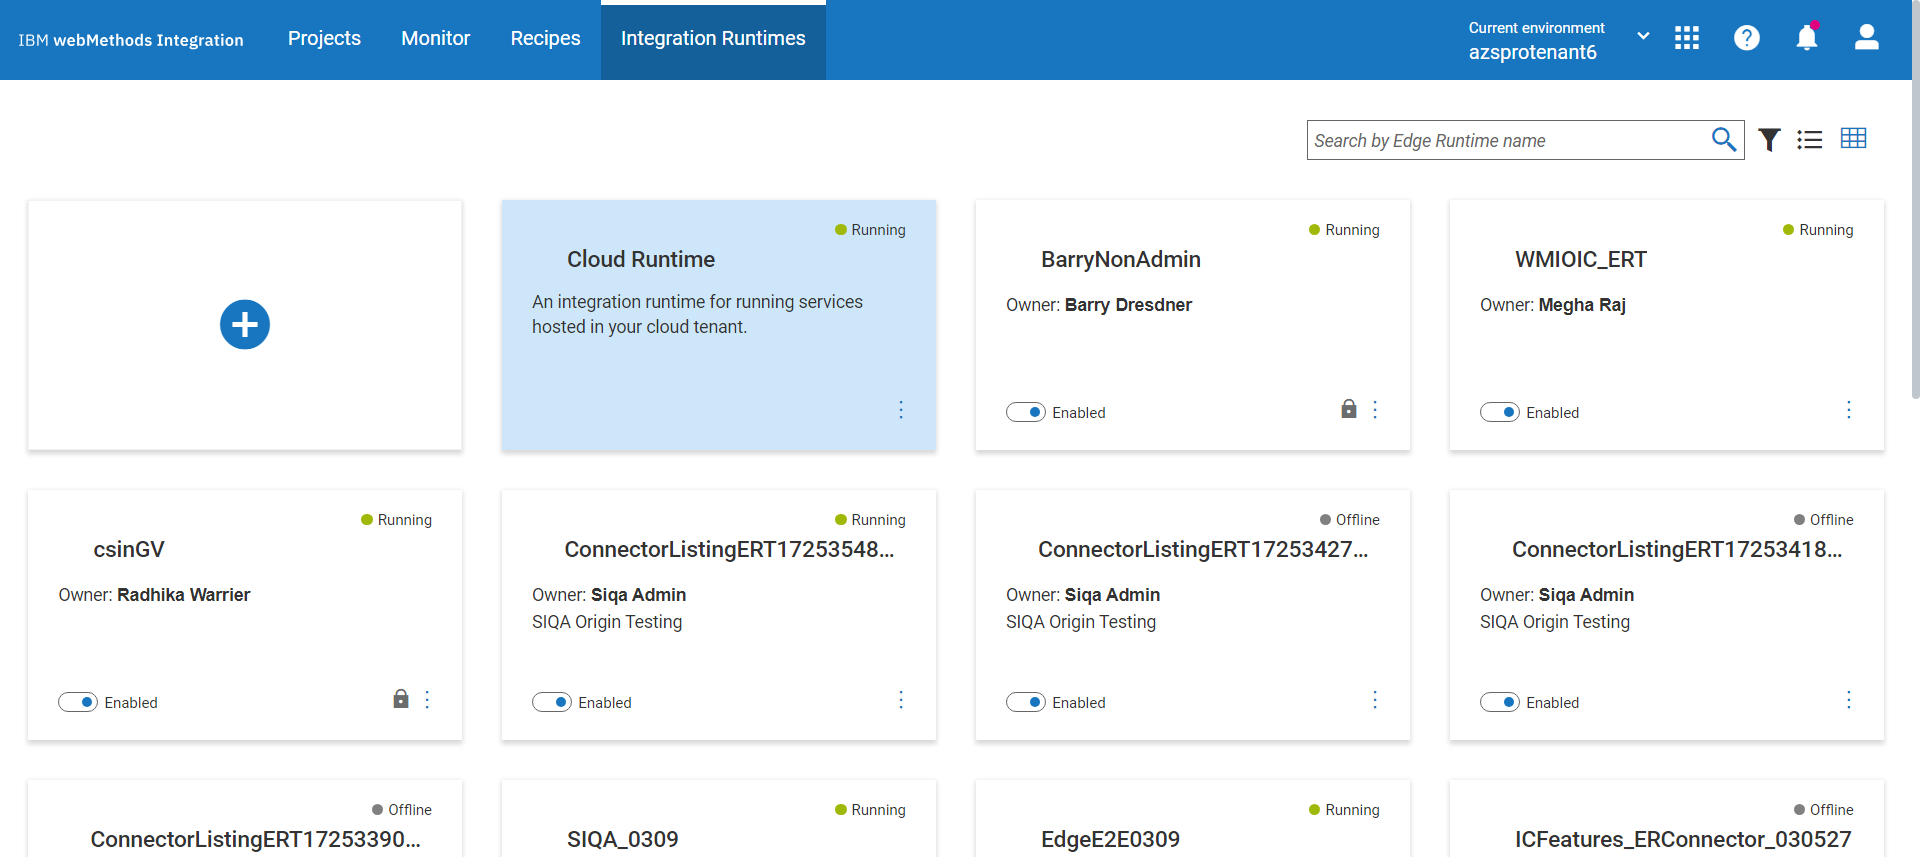 IBM webMethods Integration
Projects
Monitor
Recipes
Integration Runtimes
Current environment
azsprotenant6
Search by Edge Runtime name
Running
Cloud Runtime
An integration runtime for running services
hosted in your cloud tenant.
Running
BarryNonAdmin
Owner: Barry Dresdner
Enabled
Running
WMIOIC_ERT
Owner: Megha Raj
Enabled
Running
csinGV
Owner: Radhika Warrier
Enabled
Running
ConnectorListingERT17253548...
Owner: Siqa Admin
SIQA Origin Testing
Enabled
Offline
ConnectorListingERT17253427...
Owner: Siqa Admin
SIQA Origin Testing
Enabled
Offline
ConnectorListingERT17253418...
Owner: Siqa Admin
SIQA Origin Testing
Enabled
Offline
ConnectorListingERT17253390...
Running
SIQA_0309
Running
EdgeE2E0309
Offline
ICFeatures_ERConnector_030527